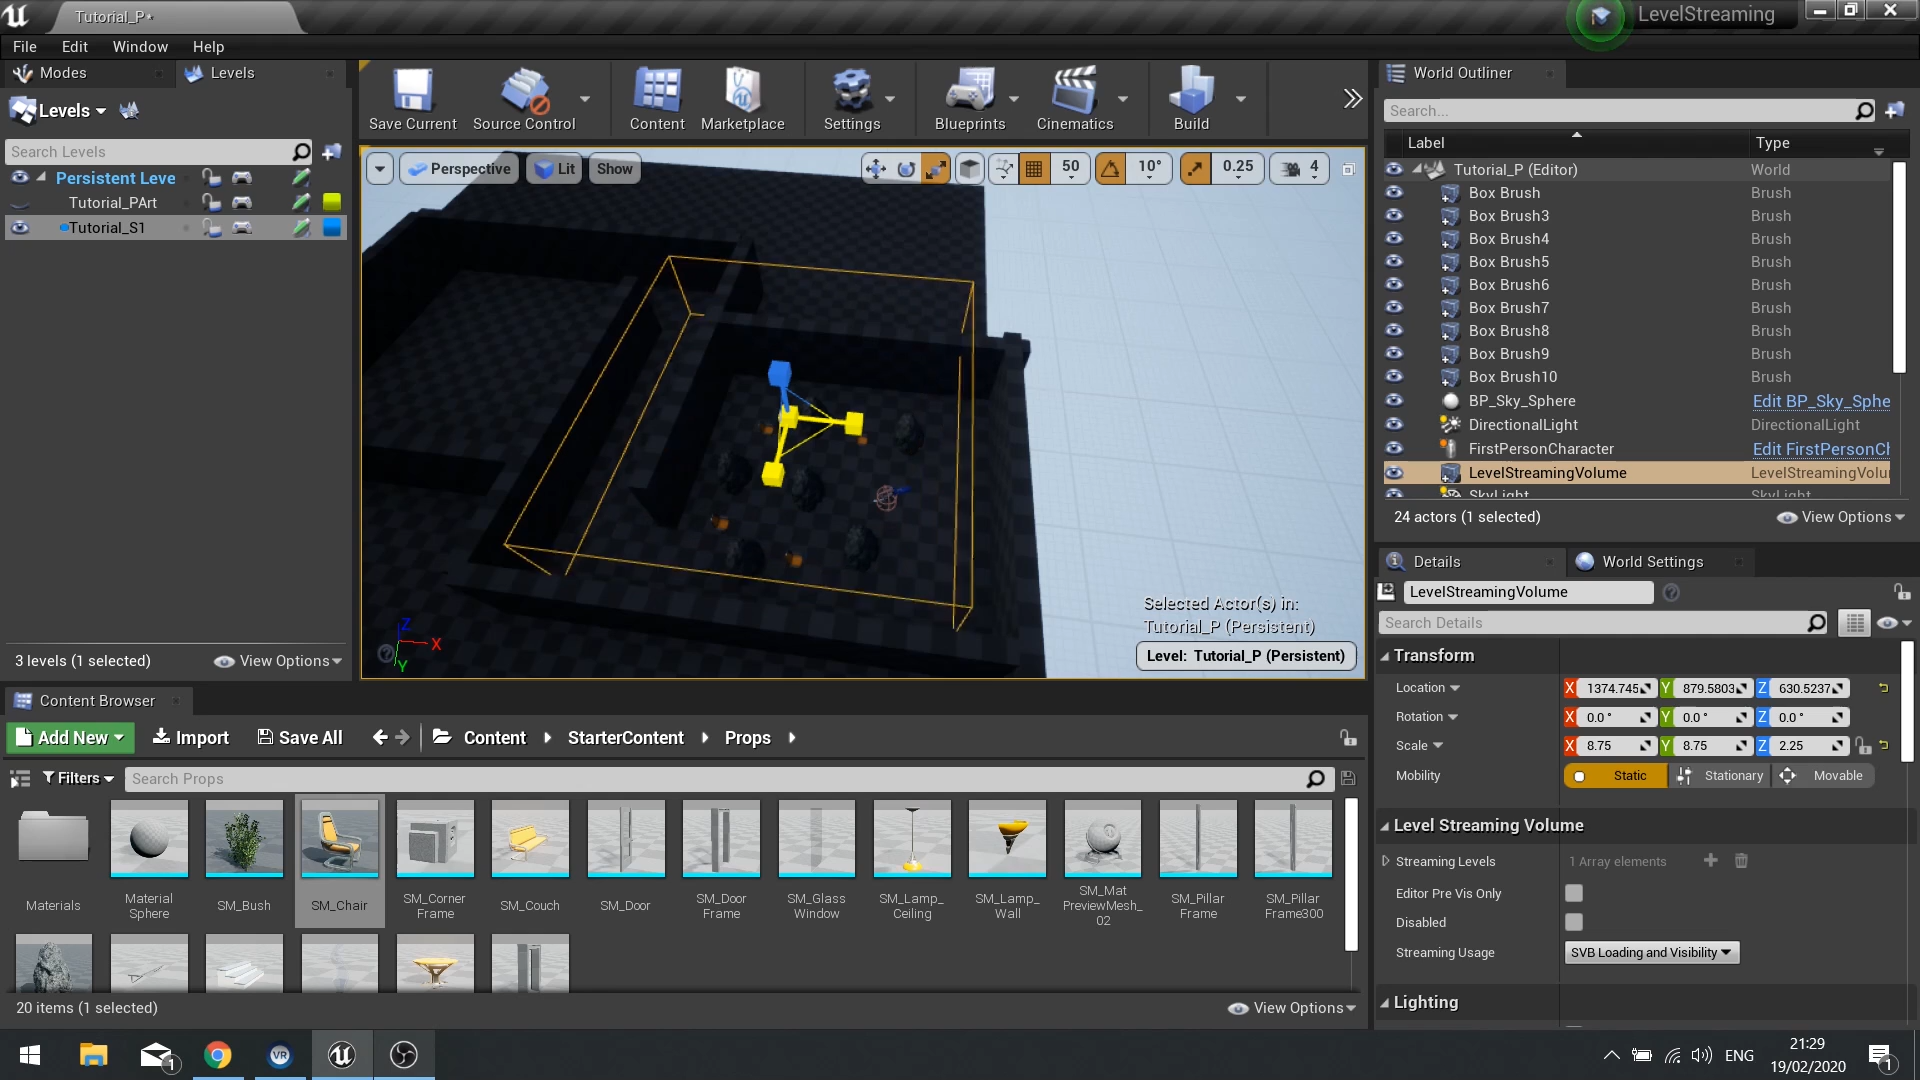 Tutorial_P*
LevelStreaming
File
Edit
Window
Help
Modes
Levels
Levels
Search Levels
Persistent Leve
Tutorial_PArt
Tutorial_S1
3 levels (1 selected)
View Options
Save Current
Source Control
Content
Marketplace
Settings
Blueprints
Cinematics
Build
Perspective
Lit
Show
50
10°
0.25
4
Z
X
Y
Selected Actor(s) in:
Tutorial_P (Persistent)
Level: Tutorial_P (Persistent)
World Outliner
Search...
Label
Type
Tutorial_P (Editor)
World
Box Brush
Brush
Box Brush3
Brush
Box Brush4
Brush
Box Brush5
Brush
Box Brush6
Brush
Box Brush7
Brush
Box Brush8
Brush
Box Brush9
Brush
Box Brush10
Brush
BP_Sky_Sphere
Edit BP_Sky_Sphe
DirectionalLight
DirectionalLight
FirstPersonCharacter
Edit FirstPersonCh
LevelStreamingVolume
LevelStreamingVolu
SkyLight
SkyLight
24 actors (1 selected)
View Options
Details
World Settings
LevelStreamingVolume
Search Details
Transform
Location
X 1374.745
Y 879.5803
Z 630.5237
Rotation
X 0.0 °
Y 0.0 °
Z 0.0 °
Scale
X 8.75
Y 8.75
Z 2.25
Mobility
Static
Stationary
Movable
Level Streaming Volume
Streaming Levels
1 Array elements
Editor Pre Vis Only
Disabled
Streaming Usage
SVB Loading and Visibility
Lighting
Content Browser
Add New
Import
Save All
Content
StarterContent
Props
Filters
Search Props
Materials
Material
Sphere
SM_Bush
SM_Chair
SM_Corner
Frame
SM_Couch
SM_Door
SM_Door
Frame
SM_Glass
Window
SM_Lamp_
Ceiling
SM_Lamp_
Wall
SM_Mat
PreviewMesh_
02
SM_Pillar
Frame
SM_Pillar
Frame300
20 items (1 selected)
View Options
1
VR
ENG
21:29
19/02/2020
1